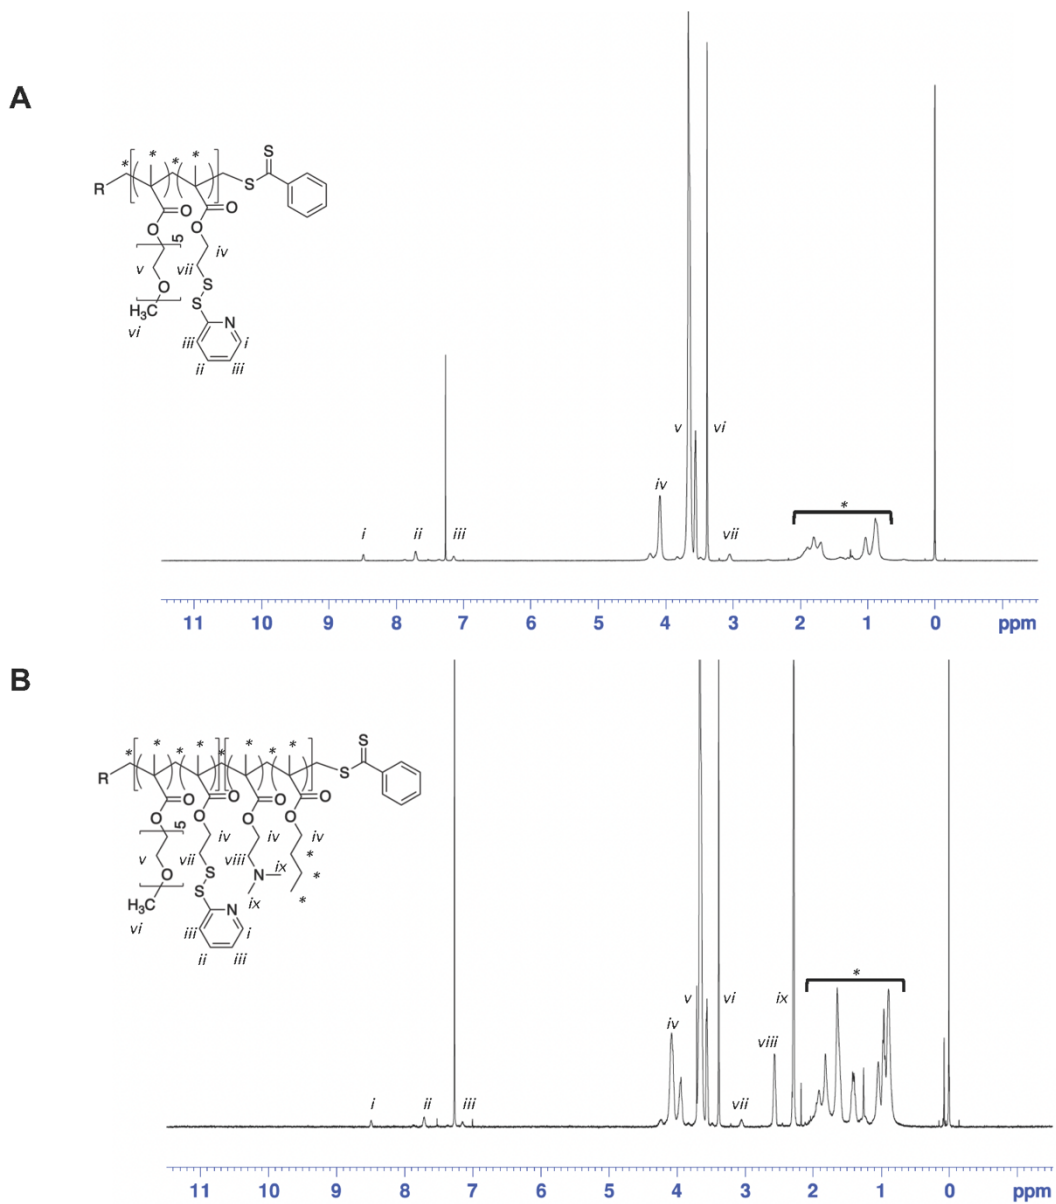 A
S
* * * *
R
S
O O
O O
5 iv
v vii
O S
H₃C S N
vi iii i
ii iii
v vi
iv
*
i ii iii vii
11 10 9 8 7 6 5 4 3 2 1 0 ppm
B
S
* * * * * * * *
R
S
O O O O
O O O O
5 iv iv iv
v vii viii *
O S N ix *
S ix *
H₃C N
vi iii i
ii iii
*
v vi ix
iv viii
i ii iii vii
11 10 9 8 7 6 5 4 3 2 1 0 ppm